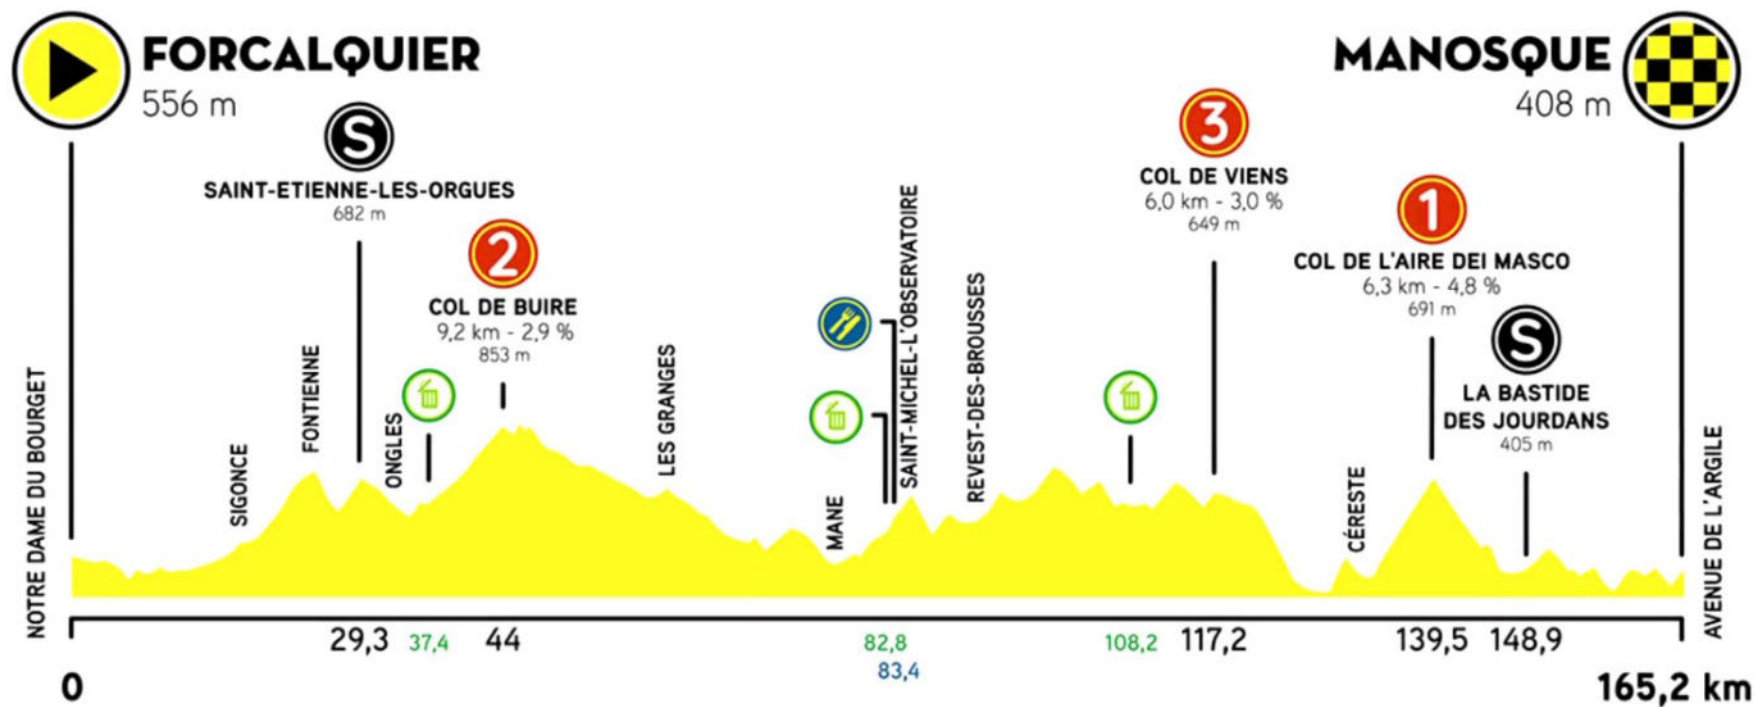 FORCALQUIER
556 m
MANOSQUE
408 m
S
SAINT-ETIENNE-LES-ORGUES
682 m
2
COL DE BUIRE
9,2 km - 2,9 %
853 m
3
COL DE VIENS
6,0 km - 3,0 %
649 m
1
COL DE L'AIRE DEI MASCO
6,3 km - 4,8 %
691 m
S
LA BASTIDE
DES JOURDANS
405 m
NOTRE DAME DU BOURGET
SIGONCE
FONTIENNE
ONGLES
LES GRANGES
MANE
SAINT-MICHEL-L'OBSERVATOIRE
REVEST-DES-BROUSSES
CÉRESTE
AVENUE DE L'ARGILE
29,3
37,4
44
82,8
83,4
108,2
117,2
139,5
148,9
0
165,2 km